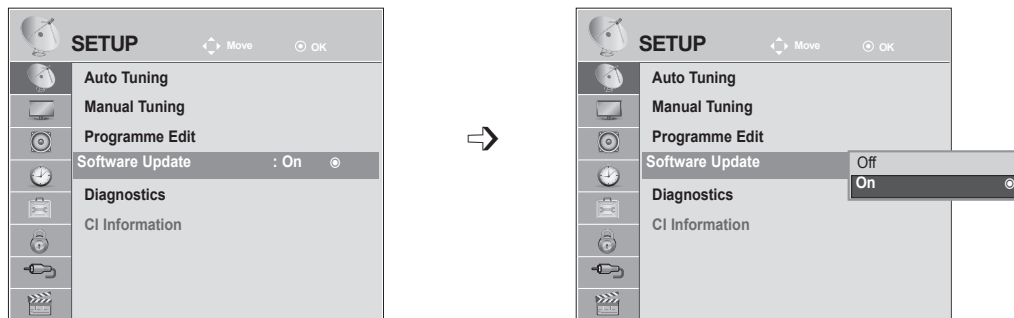 SETUP Move OK
Auto Tuning
Manual Tuning
Programme Edit
Software Update : On
Diagnostics
CI Information
SETUP Move OK
Auto Tuning
Manual Tuning
Programme Edit
Software Update
Off
On
Diagnostics
CI Information